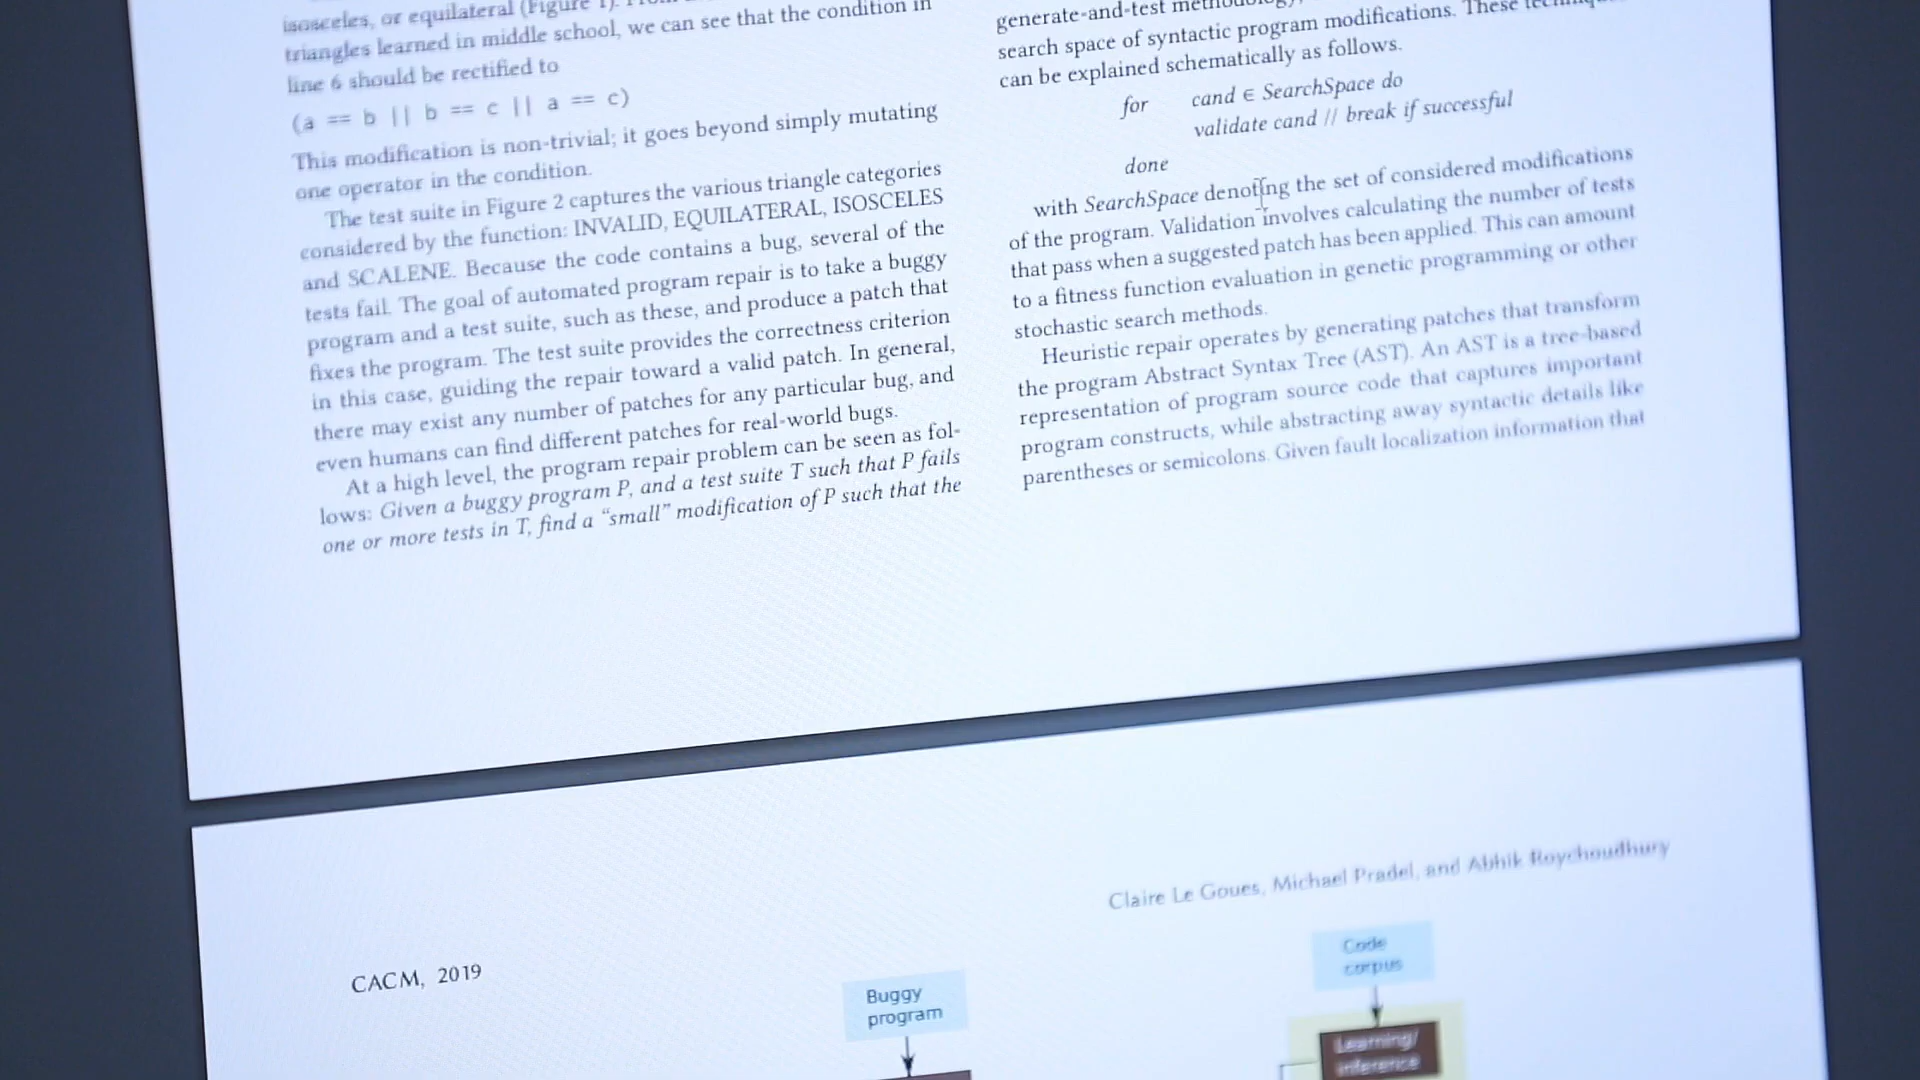 isosceles, or equilateral (Figure 1).
triangles learned in middle school, we can see that the condition in
line 6 should be rectified to
(a == b || b == c || a == c)
This modification is non-trivial; it goes beyond simply mutating
one operator in the condition.
The test suite in Figure 2 captures the various triangle categories
considered by the function: INVALID, EQUILATERAL, ISOSCELES
and SCALENE. Because the code contains a bug, several of the
tests fail. The goal of automated program repair is to take a buggy
program and a test suite, such as these, and produce a patch that
fixes the program. The test suite provides the correctness criterion
in this case, guiding the repair toward a valid patch. In general,
there may exist any number of patches for any particular bug, and
even humans can find different patches for real-world bugs.
At a high level, the program repair problem can be seen as fol-
lows: Given a buggy program P, and a test suite T such that P fails
one or more tests in T, find a “small” modification of P such that the
generate-and-test
search space of syntactic program modifications. These
can be explained schematically as follows.
for cand ∈ SearchSpace do
validate cand // break if successful
done
with SearchSpace denoting the set of considered modifications
of the program. Validation involves calculating the number of tests
that pass when a suggested patch has been applied. This can amount
to a fitness function evaluation in genetic programming or other
stochastic search methods.
Heuristic repair operates by generating patches that transform
the program Abstract Syntax Tree (AST). An AST is a tree-based
representation of program source code that captures important
program constructs, while abstracting away syntactic details like
parentheses or semicolons. Given fault localization information that
CACM, 2019
Claire Le Goues, Michael Pradel, and Abhik Roychoudhury
Buggy
program
Code
corpus
Learning/
inference